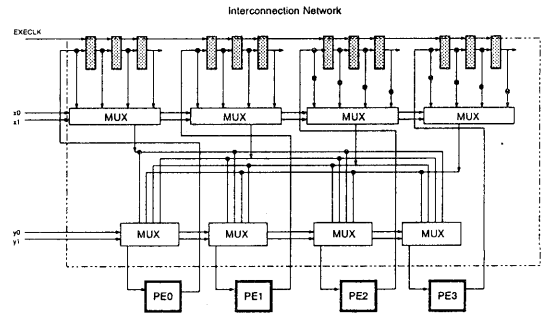 Interconnection Network
EXECLK
x0
x1
MUX MUX MUX MUX
y0
y1
MUX MUX MUX MUX
PE0 PE1 PE2 PE3